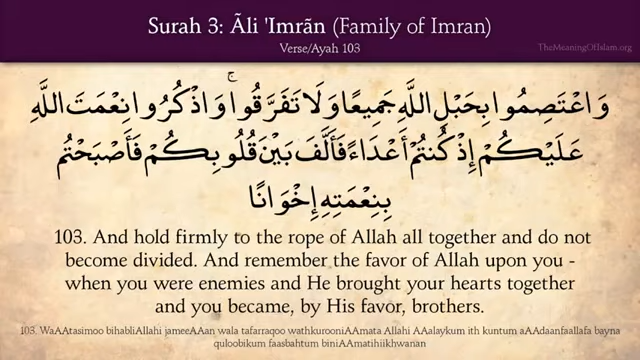 Surah 3: Ãli 'Imrãn (Family of Imran)
Verse/Ayah 103
TheMeaningOfIslam.org
وَاعْتَصِمُوا بِحَبْلِ اللَّهِ جَمِيعًا وَلَا تَفَرَّقُوا ۚ وَاذْكُرُوا نِعْمَتَ اللَّهِ
عَلَيْكُمْ إِذْ كُنتُمْ أَعْدَاءً فَأَلَّفَ بَيْنَ قُلُوبِكُمْ فَأَصْبَحْتُم
بِنِعْمَتِهِ إِخْوَانًا
103. And hold firmly to the rope of Allah all together and do not
become divided. And remember the favor of Allah upon you -
when you were enemies and He brought your hearts together
and you became, by His favor, brothers.
103. WaAAtasimoo bihabliAllahi jameeAAan wala tafarraqoo wathkurooniAAmata Allahi AAalaykum ith kuntum aAAdaanfaallafa bayna
quloobikum faasbahtum biniAAmatihiikhwanan